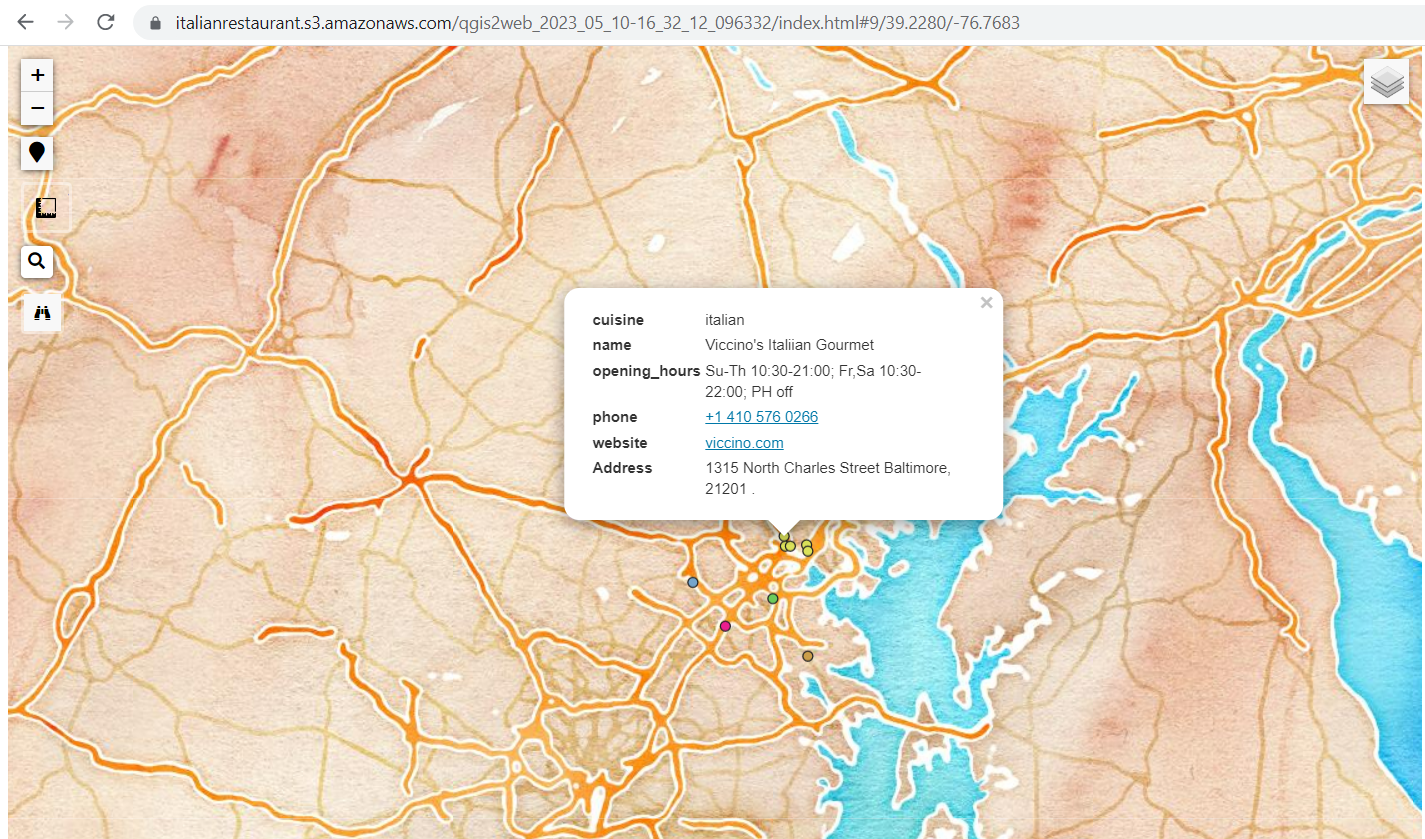 italianrestaurant.s3.amazonaws.com/qgis2web_2023_05_10-16_32_12_096332/index.html#9/39.2280/-76.7683
+
−
×
cuisine italian
name Viccino's Italiian Gourmet
opening_hours Su-Th 10:30-21:00; Fr,Sa 10:30-
22:00; PH off
phone +1 410 576 0266
website viccino.com
Address 1315 North Charles Street Baltimore,
21201 .